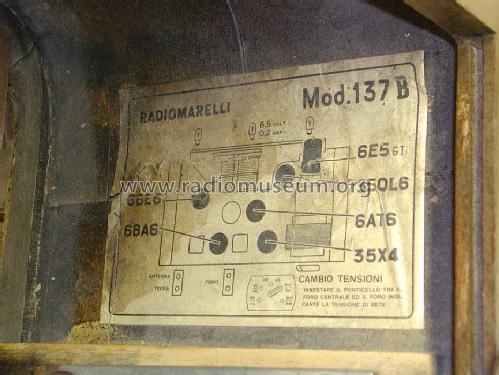 RADIOMARELLI
Mod.137 B
6,5 VOLT
0,2 AMP
6E5 GT
www.radiomuseum.org
6BE6
350L6
6AT6
6BA6
35X4
ANTENNA
TERRA
FONO
CAMBIO TENSIONI
INNESTARE IL PONTICELLO TRA IL
FORO CENTRALE ED IL FORO INDI
CANTE LA TENSIONE DI RETE